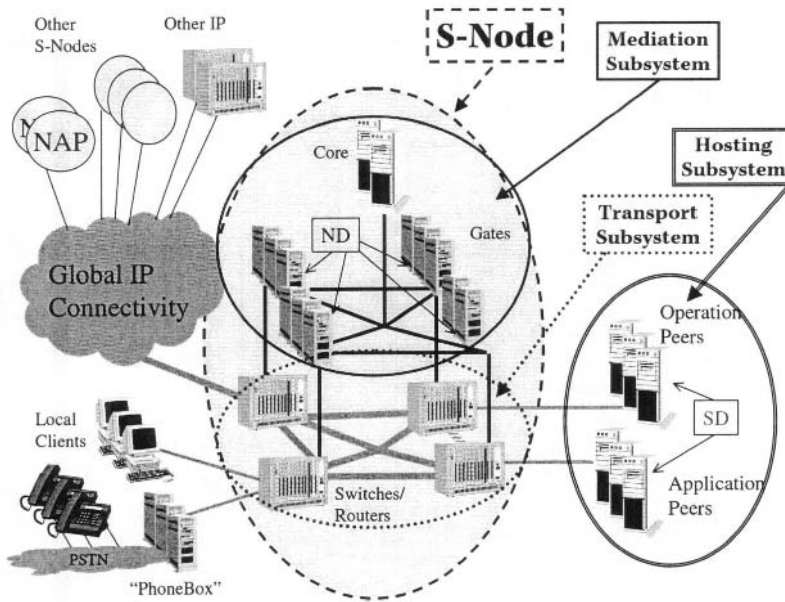 Other
S-Nodes
Other IP
S-Node
Mediation
Subsystem
NAP
Core
Hosting
Subsystem
Transport
Subsystem
ND
Gates
Global IP
Connectivity
Operation
Peers
Local
Clients
SD
Switches/
Routers
Application
Peers
PSTN
"PhoneBox"